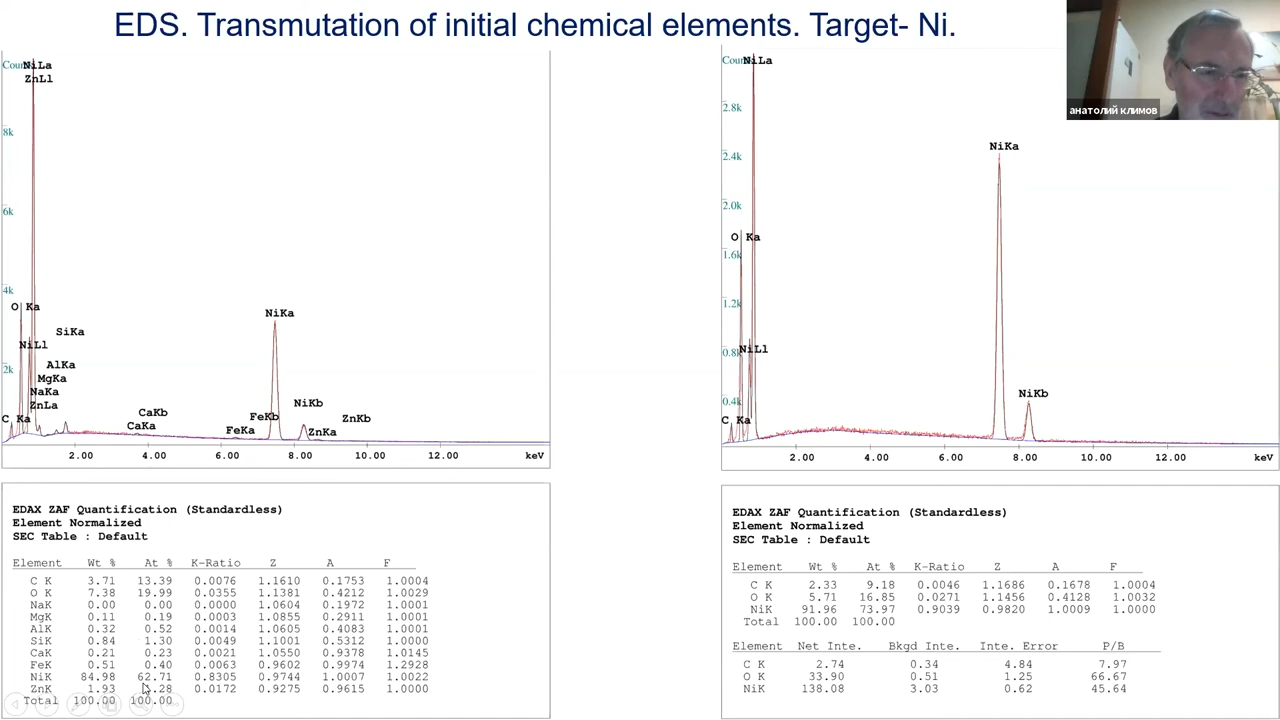 EDS. Transmutation of initial chemical elements. Target- Ni.
анатолий климов
NiLa
ZnLl
8k
6k
4k
O Ka
SiKa
NiKa
NiLl
2k
AlKa
MgKa
NaKa
ZnLa
C Ka
CaKb
CaKa
FeKb
FeKa
NiKb
ZnKb
ZnKa
2.00 4.00 6.00 8.00 10.00 12.00 keV
EDAX ZAF Quantification (Standardless)
Element Normalized
SEC Table : Default
Element Wt % At % K-Ratio Z A F
C K 3.71 13.39 0.0076 1.1610 0.1753 1.0004
O K 7.38 19.99 0.0355 1.1381 0.4212 1.0029
NaK 0.00 0.00 0.0000 1.0604 0.1972 1.0001
MgK 0.11 0.19 0.0003 1.0855 0.2911 1.0001
AlK 0.32 0.52 0.0014 1.0605 0.4083 1.0001
SiK 0.84 1.30 0.0049 1.1001 0.5312 1.0000
CaK 0.21 0.23 0.0021 1.0550 0.9378 1.0145
FeK 0.51 0.40 0.0063 0.9602 0.9974 1.2928
NiK 84.98 62.71 0.8305 0.9744 1.0007 1.0022
ZnK 1.93 0.0172 0.9275 0.9615 1.0000
Total 100.00 100.00
NiLa
2.8k
2.4k
NiKa
2.0k
O Ka
1.6k
1.2k
0.8k
NiLl
0.4k
NiKb
C Ka
2.00 4.00 6.00 8.00 10.00 12.00 keV
EDAX ZAF Quantification (Standardless)
Element Normalized
SEC Table : Default
Element Wt % At % K-Ratio Z A F
C K 2.33 9.18 0.0046 1.1686 0.1678 1.0004
O K 5.71 16.85 0.0271 1.1456 0.4128 1.0032
NiK 91.96 73.97 0.9039 0.9820 1.0009 1.0000
Total 100.00 100.00
Element Net Inte. Bkgd Inte. Inte. Error P/B
C K 2.74 0.34 4.84 7.97
O K 33.90 0.51 1.25 66.67
NiK 138.08 3.03 0.62 45.64